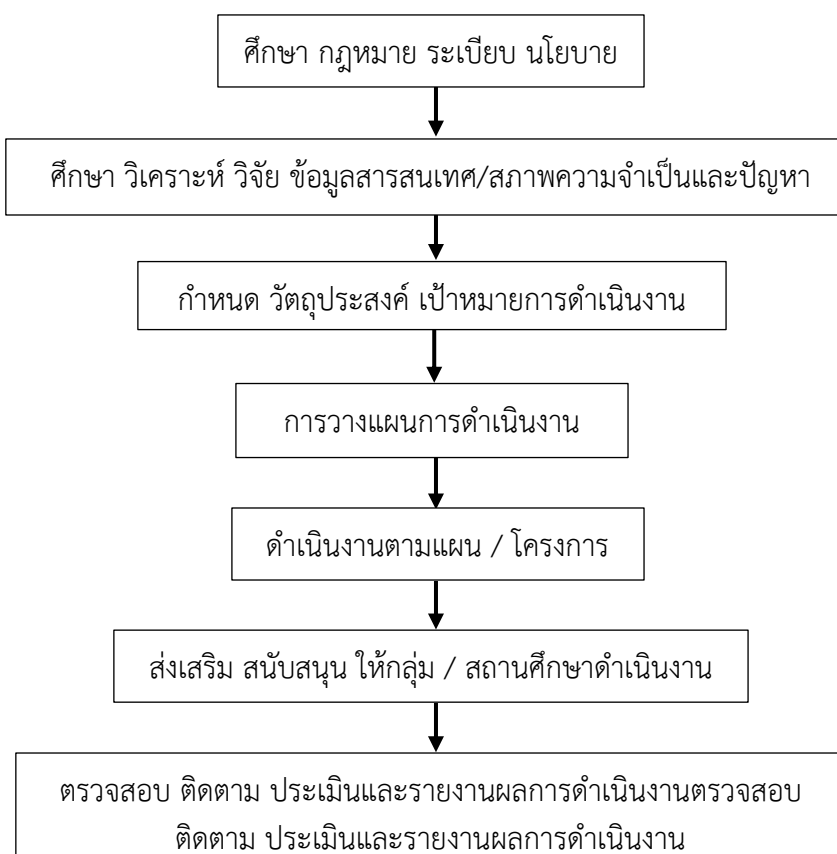 ศึกษา กฎหมาย ระเบียบ นโยบาย
ศึกษา วิเคราะห์ วิจัย ข้อมูลสารสนเทศ/สภาพความจำเป็นและปัญหา
กำหนด วัตถุประสงค์ เป้าหมายการดำเนินงาน
การวางแผนการดำเนินงาน
ดำเนินงานตามแผน / โครงการ
ส่งเสริม สนับสนุน ให้กลุ่ม / สถานศึกษาดำเนินงาน
ตรวจสอบ ติดตาม ประเมินและรายงานผลการดำเนินงานตรวจสอบ
ติดตาม ประเมินและรายงานผลการดำเนินงาน